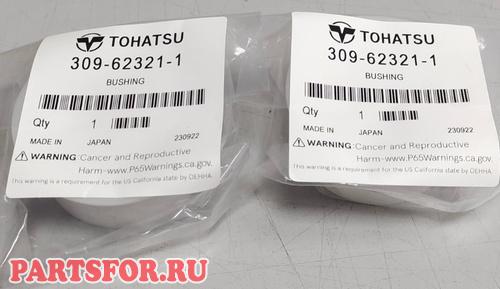 TOHATSU
309-62321-1
BUSHING
Qty 1
MADE IN JAPAN 230922
WARNING: Cancer and Reproductive
Harm-www.P65Warnings.ca.gov.
This warning is a requirement for the US California state by OEHHA.
TOHATSU
309-62321-1
BUSHING
Qty 1
MADE IN JAPAN 230922
WARNING: Cancer and Reproductive
Harm-www.P65Warnings.ca.gov.
This warning is a requirement for the US California state by OEHHA.
PARTSFOR.RU
PARTSFOR.RU